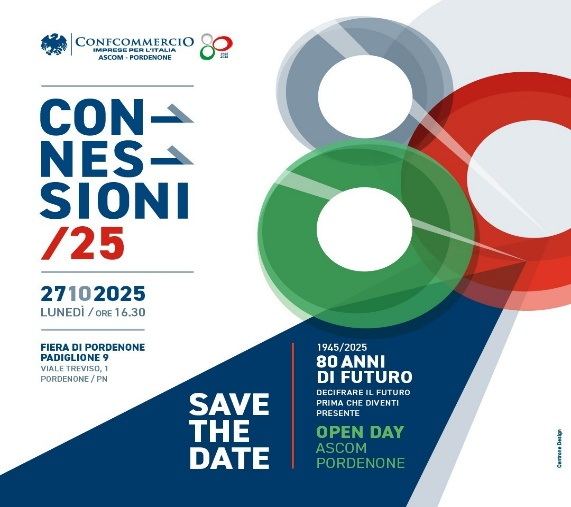 CONFCOMMERCIO
IMPRESE PER L'ITALIA
ASCOM - PORDENONE
CON
NES
SIONI
/25
27102025
LUNEDÌ / ORE 16.30
FIERA DI PORDENONE
PADIGLIONE 9
VIALE TREVISO, 1
PORDENONE / PN
SAVE
THE
DATE
1945/2025
80 ANNI
DI FUTURO
DECIFRARE IL FUTURO
PRIMA CHE DIVENTI
PRESENTE
OPEN DAY
ASCOM
PORDENONE
Centrone Design